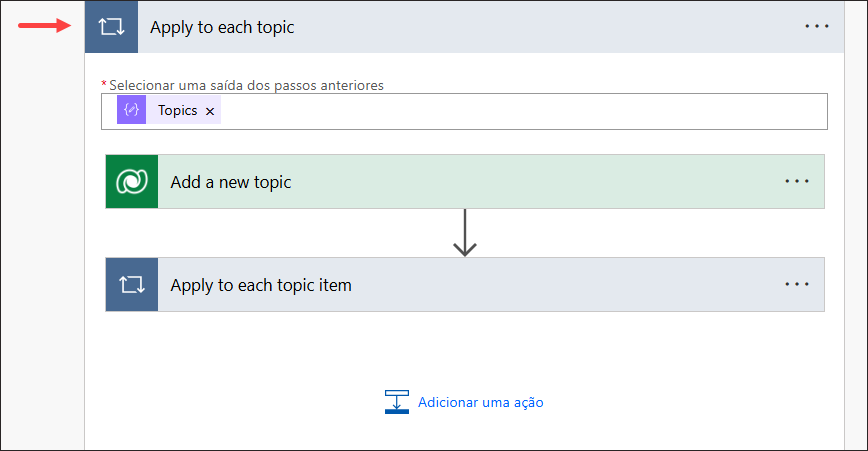 Apply to each topic
* Selecionar uma saída dos passos anteriores
Topics ×
Add a new topic
Apply to each topic item
Adicionar uma ação